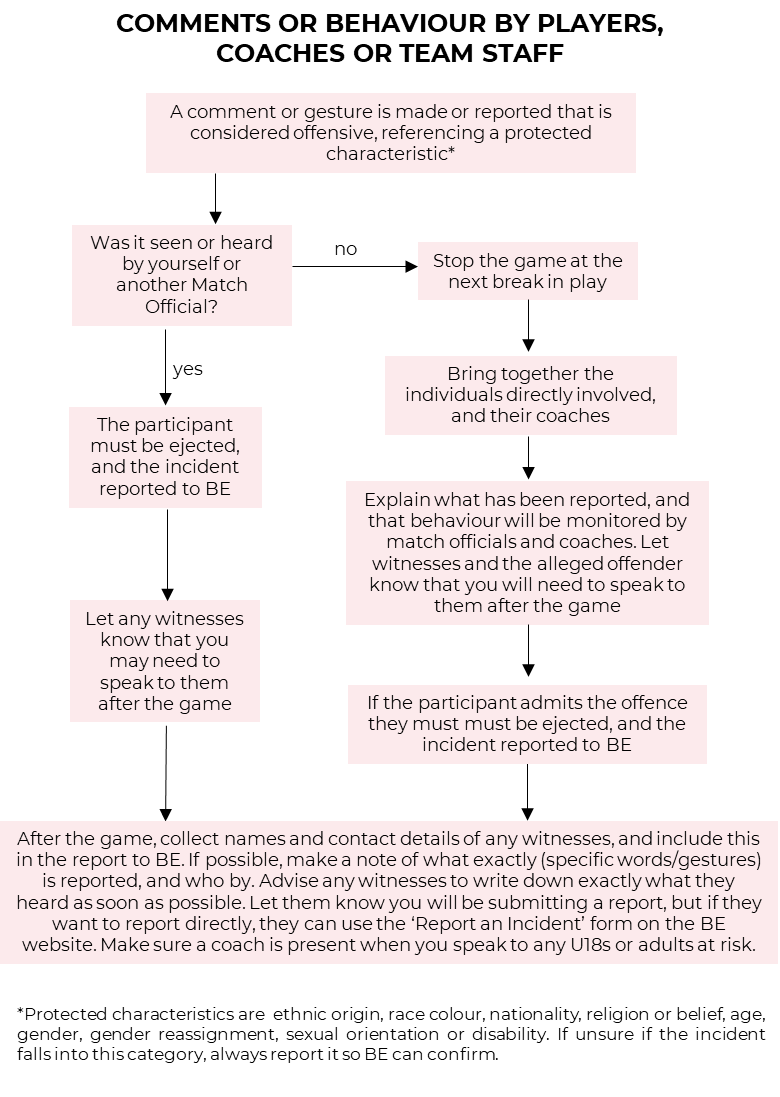 COMMENTS OR BEHAVIOUR BY PLAYERS,
COACHES OR TEAM STAFF
A comment or gesture is made or reported that is
considered offensive, referencing a protected
characteristic*
Was it seen or heard
by yourself or
another Match
Official?
no
Stop the game at the
next break in play
yes
Bring together the
individuals directly involved,
and their coaches
The participant
must be ejected,
and the incident
reported to BE
Explain what has been reported, and
that behaviour will be monitored by
match officials and coaches. Let
witnesses and the alleged offender
know that you will need to speak to
them after the game
Let any witnesses
know that you
may need to
speak to them
after the game
If the participant admits the offence
they must must be ejected, and the
incident reported to BE
After the game, collect names and contact details of any witnesses, and include this
in the report to BE. If possible, make a note of what exactly (specific words/gestures)
is reported, and who by. Advise any witnesses to write down exactly what they
heard as soon as possible. Let them know you will be submitting a report, but if they
want to report directly, they can use the ‘Report an Incident’ form on the BE
website. Make sure a coach is present when you speak to any U18s or adults at risk.
*Protected characteristics are ethnic origin, race colour, nationality, religion or belief, age,
gender, gender reassignment, sexual orientation or disability. If unsure if the incident
falls into this category, always report it so BE can confirm.